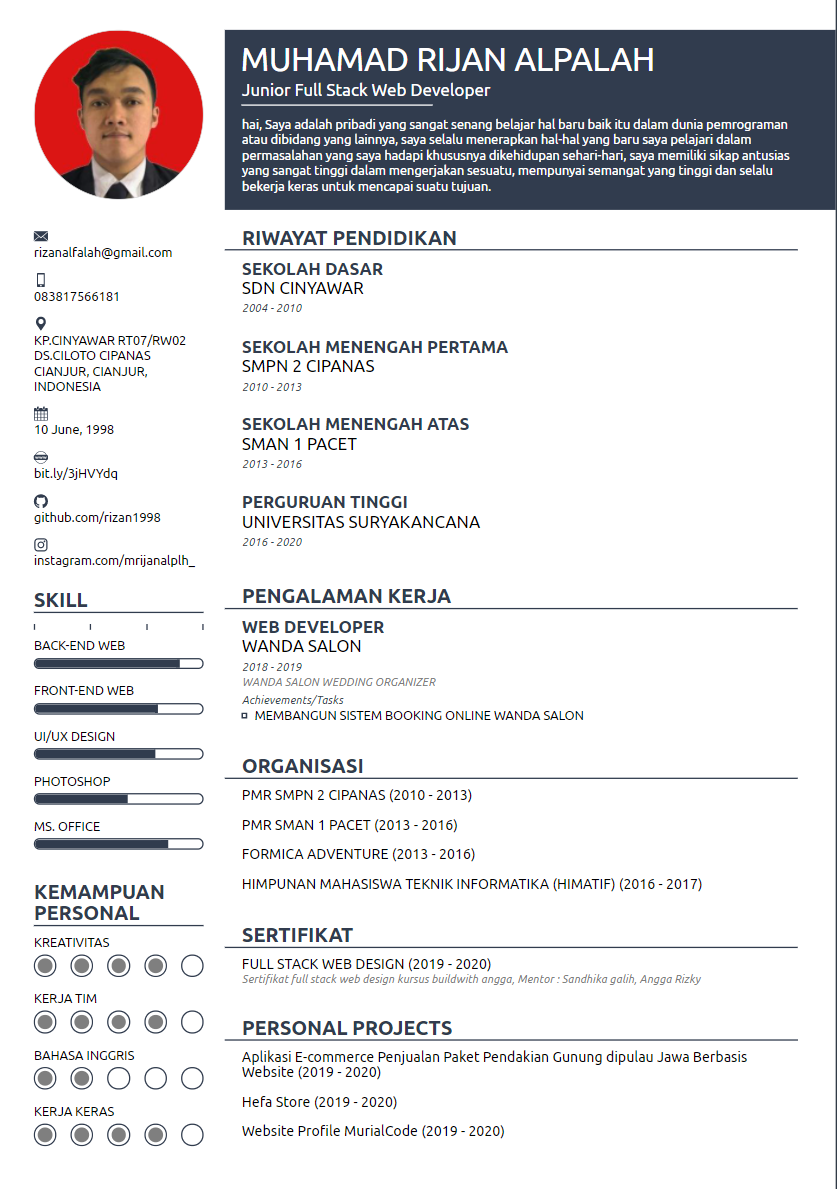 MUHAMAD RIJAN ALPALAH
Junior Full Stack Web Developer
hai, Saya adalah pribadi yang sangat senang belajar hal baru baik itu dalam dunia pemrograman
atau dibidang yang lainnya, saya selalu menerapkan hal-hal yang baru saya pelajari dalam
permasalahan yang saya hadapi khususnya dikehidupan sehari-hari, saya memiliki sikap antusias
yang sangat tinggi dalam mengerjakan sesuatu, mempunyai semangat yang tinggi dan selalu
bekerja keras untuk mencapai suatu tujuan.
rizanalfalah@gmail.com
083817566181
KP.CINYAWAR RT07/RW02
DS.CILOTO CIPANAS
CIANJUR, CIANJUR,
INDONESIA
10 June, 1998
bit.ly/3jHVYdq
github.com/rizan1998
instagram.com/mrijanalplh_
SKILL
BACK-END WEB
FRONT-END WEB
UI/UX DESIGN
PHOTOSHOP
MS. OFFICE
KEMAMPUAN
PERSONAL
KREATIVITAS
KERJA TIM
BAHASA INGGRIS
KERJA KERAS
RIWAYAT PENDIDIKAN
SEKOLAH DASAR
SDN CINYAWAR
2004 - 2010
SEKOLAH MENENGAH PERTAMA
SMPN 2 CIPANAS
2010 - 2013
SEKOLAH MENENGAH ATAS
SMAN 1 PACET
2013 - 2016
PERGURUAN TINGGI
UNIVERSITAS SURYAKANCANA
2016 - 2020
PENGALAMAN KERJA
WEB DEVELOPER
WANDA SALON
2018 - 2019
WANDA SALON WEDDING ORGANIZER
Achievements/Tasks
MEMBANGUN SISTEM BOOKING ONLINE WANDA SALON
ORGANISASI
PMR SMPN 2 CIPANAS (2010 - 2013)
PMR SMAN 1 PACET (2013 - 2016)
FORMICA ADVENTURE (2013 - 2016)
HIMPUNAN MAHASISWA TEKNIK INFORMATIKA (HIMATIF) (2016 - 2017)
SERTIFIKAT
FULL STACK WEB DESIGN (2019 - 2020)
Sertifikat full stack web design kursus buildwith angga, Mentor : Sandhika galih, Angga Rizky
PERSONAL PROJECTS
Aplikasi E-commerce Penjualan Paket Pendakian Gunung dipulau Jawa Berbasis
Website (2019 - 2020)
Hefa Store (2019 - 2020)
Website Profile MurialCode (2019 - 2020)